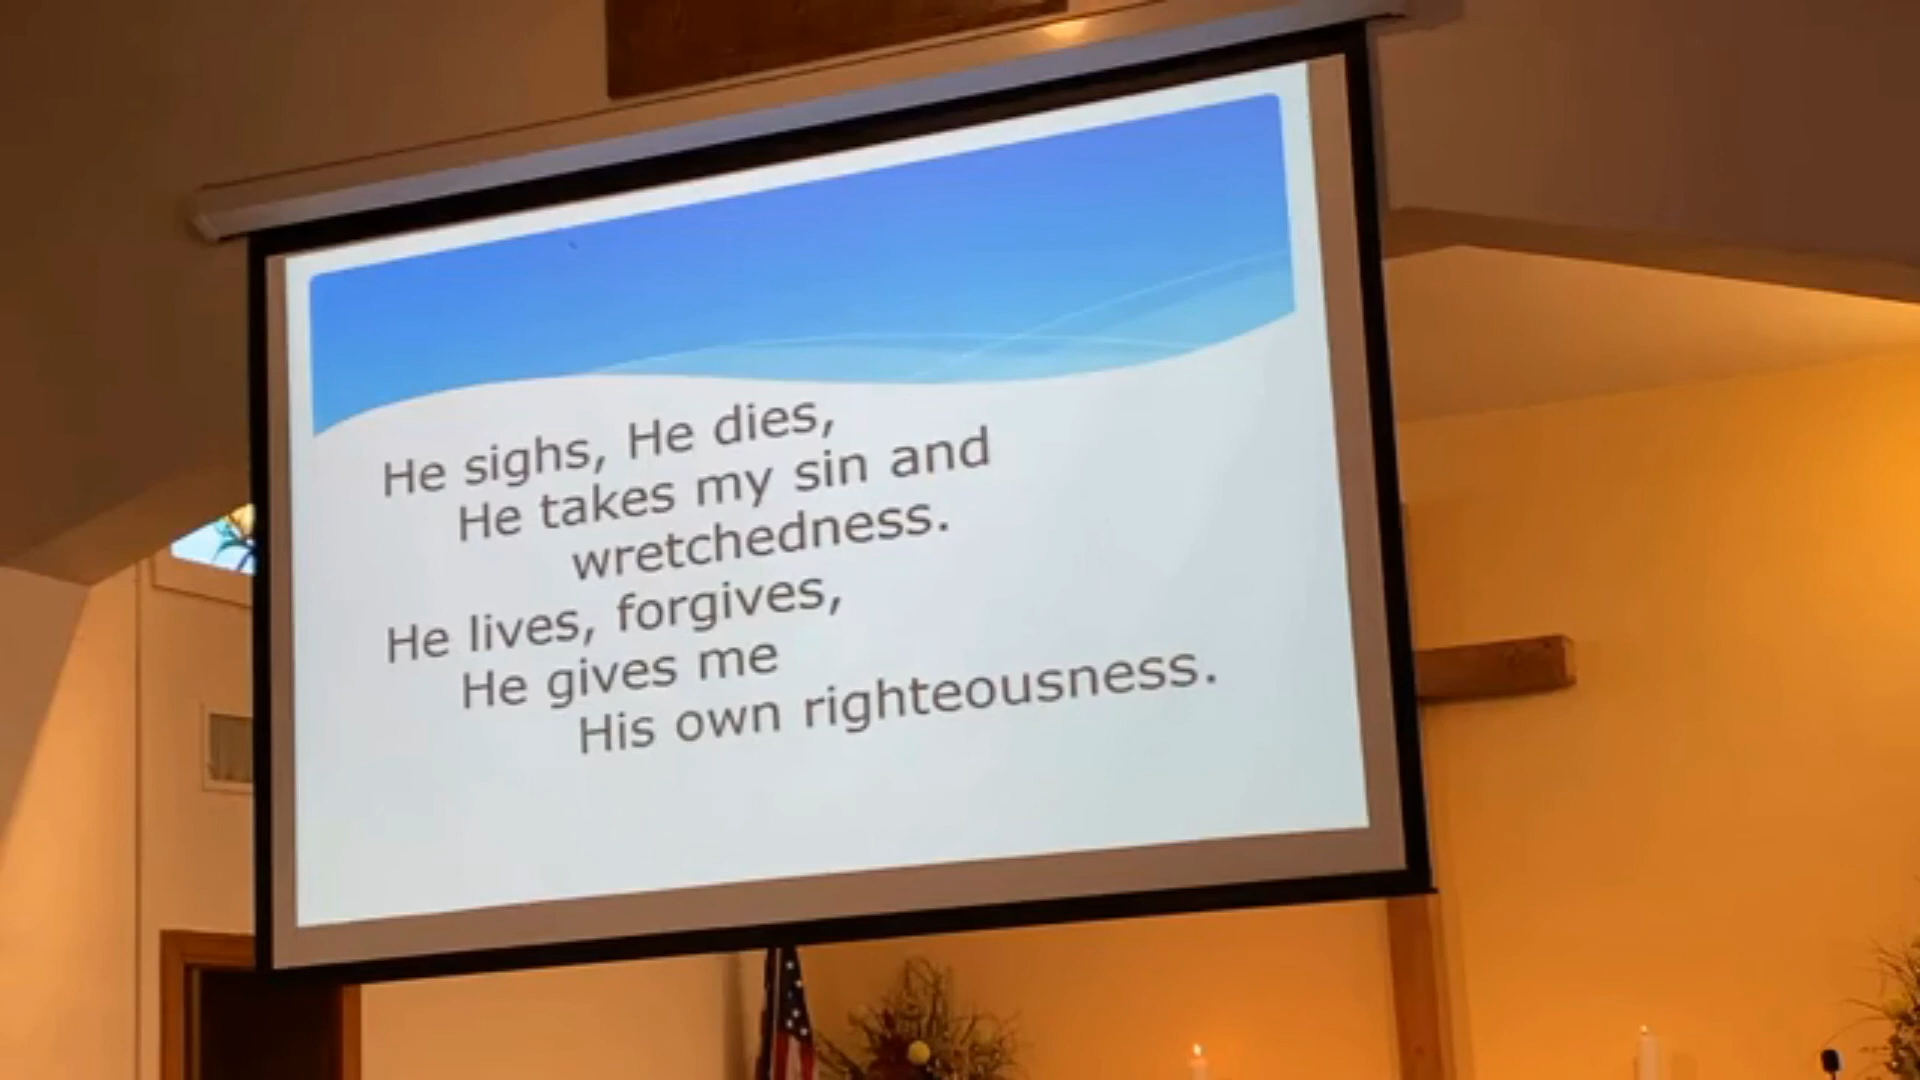 He sighs, He dies,
He takes my sin and
wretchedness.
He lives, forgives,
He gives me
His own righteousness.